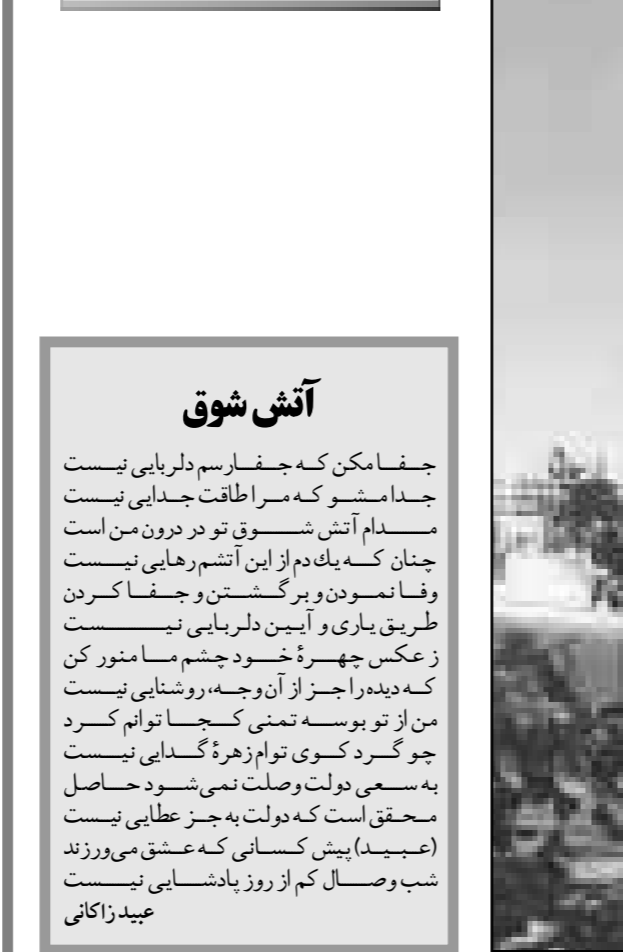 آتش شوق
جفا مکن که جفا رسم دلربایی نیست
جدا مشو که مرا طاقت جدایی نیست
مدام آتش شوق تو در درون من است
چنان که یك دم از این آتشم رهایی نیست
وفا نمودن و برگشتن و جفا کردن
طریق یاری و آیین دلربایی نیست
ز عکس چهرهٔ خود چشم ما منور کن
که دیده را جز از آن وجه، روشنایی نیست
من از تو بوسه تمنی کجا توانم کرد
چو گرد کوی توام زهرهٔ گدایی نیست
به سعی دولت وصلت نمی‌شود حاصل
محقق است که دولت به جز عطایی نیست
(عبید) پیش کسانی که عشق می‌ورزند
شب وصال کم از روز پادشایی نیست
عبید زاکانی